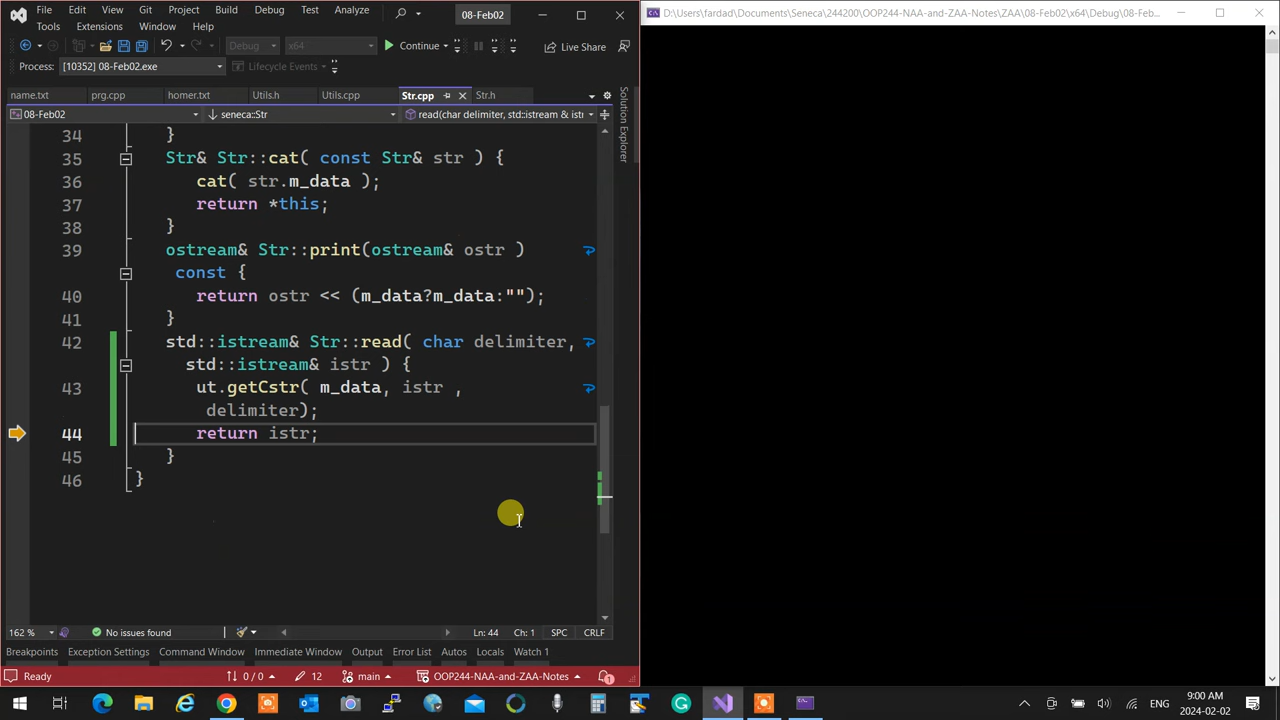 File Edit View Git Project Build Debug Test Analyze
Tools Extensions Window Help
08-Feb02
Debug x64 Continue Live Share
Process: [10352] 08-Feb02.exe Lifecycle Events
name.txt prg.cpp homer.txt Utils.h Utils.cpp Str.cpp Str.h
08-Feb02 seneca::Str read(char delimiter, std::istream & ist
34 }
35 Str& Str::cat( const Str& str ) {
36 cat( str.m_data );
37 return *this;
38 }
39 ostream& Str::print(ostream& ostr )
const {
40 return ostr << (m_data?m_data:"");
41 }
42 std::istream& Str::read( char delimiter,
std::istream& istr ) {
43 ut.getCstr( m_data, istr ,
delimiter);
44 return istr;
45 }
46 }
162 % No issues found Ln: 44 Ch: 1 SPC CRLF
Breakpoints Exception Settings Command Window Immediate Window Output Error List Autos Locals Watch 1
Ready 0 / 0 12 main OOP244-NAA-and-ZAA-Notes 1
Solution Explorer
D:\Users\fardad\Documents\Seneca\244200\OOP244-NAA-and-ZAA-Notes\ZAA\08-Feb02\x64\Debug\08-Fe...
ENG
9:00 AM
2024-02-02